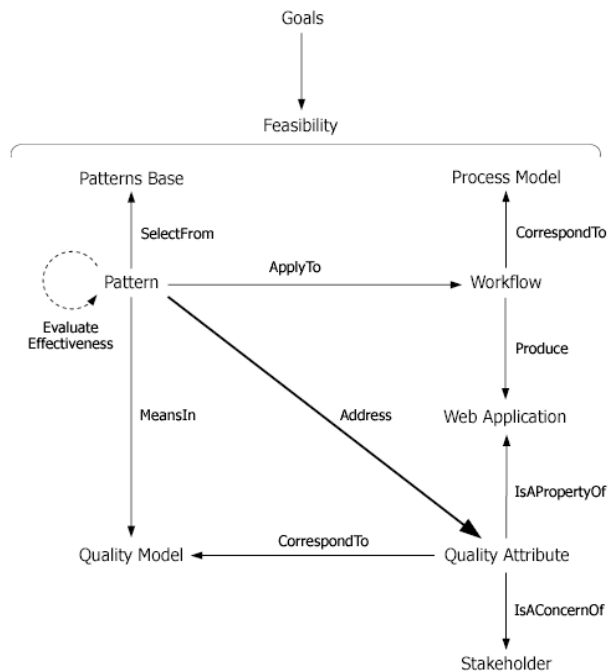 Goals
Feasibility
Patterns Base
Process Model
SelectFrom
CorrespondTo
ApplyTo
Pattern
Workflow
Evaluate
Effectiveness
Produce
MeansIn
Address
Web Application
IsAPropertyOf
CorrespondTo
Quality Model
Quality Attribute
IsAConcernOf
Stakeholder